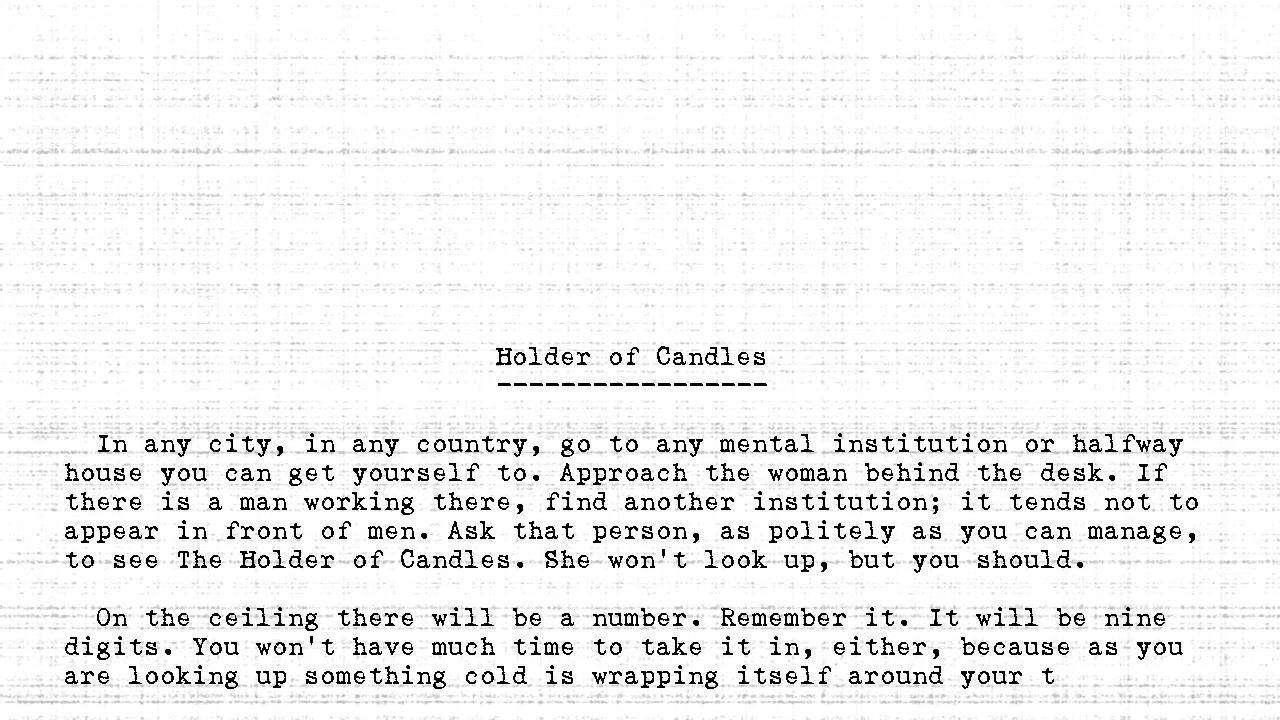 Holder of Candles
-----------------
In any city, in any country, go to any mental institution or halfway
house you can get yourself to. Approach the woman behind the desk. If
there is a man working there, find another institution; it tends not to
appear in front of men. Ask that person, as politely as you can manage,
to see The Holder of Candles. She won't look up, but you should.
On the ceiling there will be a number. Remember it. It will be nine
digits. You won't have much time to take it in, either, because as you
are looking up something cold is wrapping itself around your t